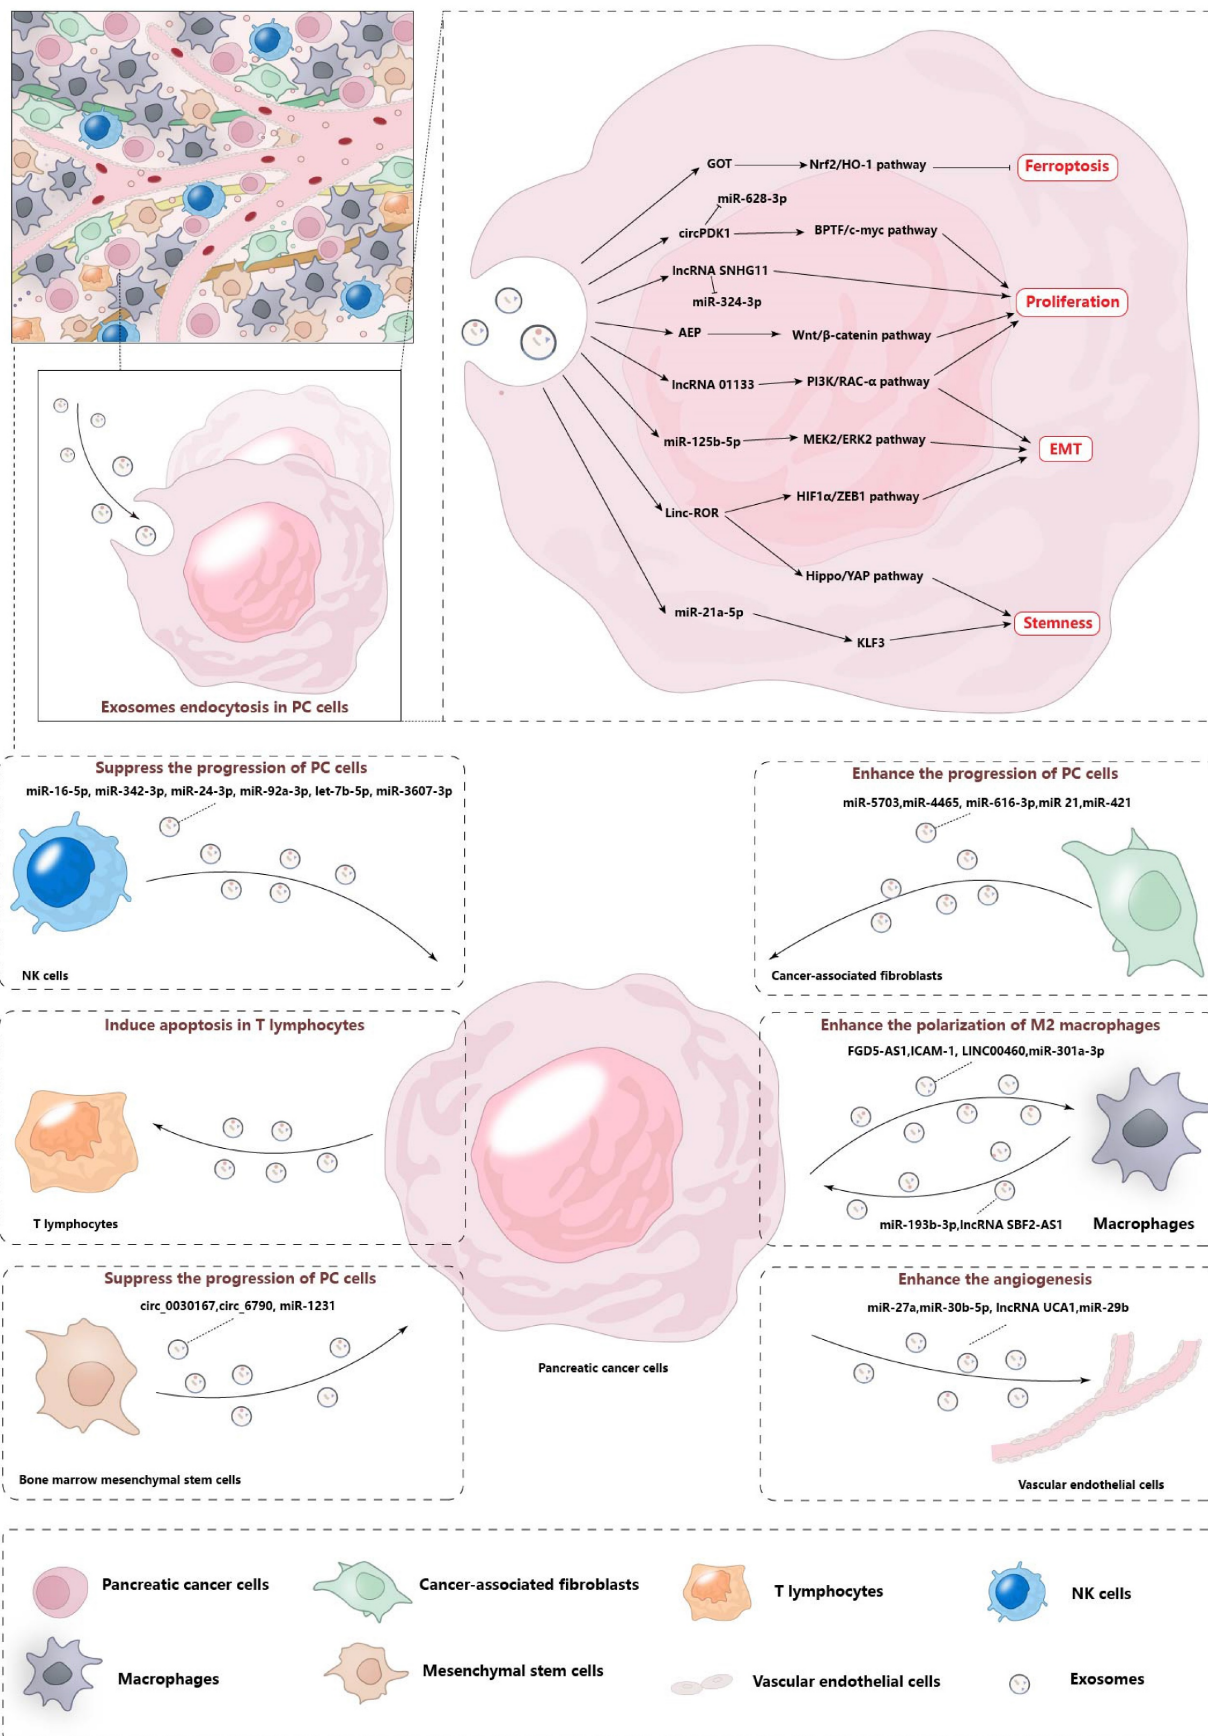 GOT
Nrf2/HO-1 pathway
Ferroptosis
miR-628-3p
circPDK1
BPTF/c-myc pathway
lncRNA SNHG11
miR-324-3p
Proliferation
AEP
Wnt/β-catenin pathway
lncRNA 01133
PI3K/RAC-α pathway
miR-125b-5p
MEK2/ERK2 pathway
EMT
HIF1α/ZEB1 pathway
Linc-ROR
Hippo/YAP pathway
miR-21a-5p
Stemness
KLF3
Exosomes endocytosis in PC cells
Suppress the progression of PC cells
miR-16-5p, miR-342-3p, miR-24-3p, miR-92a-3p, let-7b-5p, miR-3607-3p
NK cells
Enhance the progression of PC cells
miR-5703,miR-4465, miR-616-3p,miR 21,miR-421
Cancer-associated fibroblasts
Induce apoptosis in T lymphocytes
T lymphocytes
Enhance the polarization of M2 macrophages
FGD5-AS1,ICAM-1, LINC00460,miR-301a-3p
miR-193b-3p,lncRNA SBF2-AS1
Macrophages
Suppress the progression of PC cells
circ_0030167,circ_6790, miR-1231
Bone marrow mesenchymal stem cells
Pancreatic cancer cells
Enhance the angiogenesis
miR-27a,miR-30b-5p, lncRNA UCA1,miR-29b
Vascular endothelial cells
Pancreatic cancer cells
Cancer-associated fibroblasts
T lymphocytes
NK cells
Macrophages
Mesenchymal stem cells
Vascular endothelial cells
Exosomes